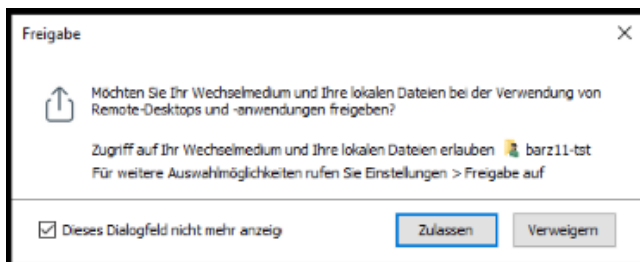 Freigabe
Möchten Sie Ihr Wechselmedium und Ihre lokalen Dateien bei der Verwendung von
Remote-Desktops und -anwendungen freigeben?
Zugriff auf Ihr Wechselmedium und Ihre lokalen Dateien erlauben barz11-tst
Für weitere Auswahlmöglichkeiten rufen Sie Einstellungen > Freigabe auf
Dieses Dialogfeld nicht mehr anzeig
Zulassen Verweigern